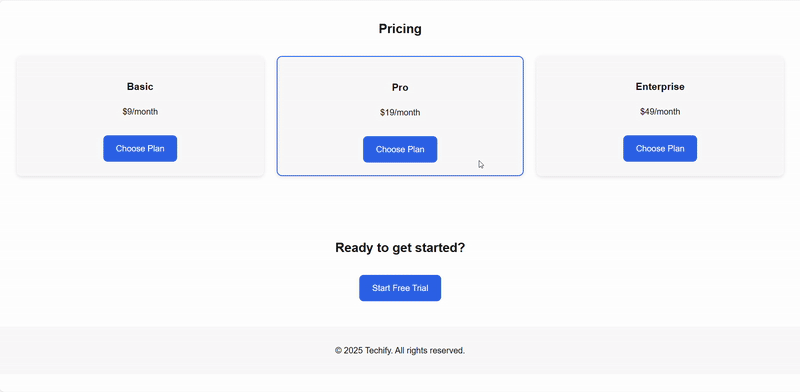 Pricing
Basic
$9/month
Choose Plan
Pro
$19/month
Choose Plan
Enterprise
$49/month
Choose Plan
Ready to get started?
Start Free Trial
© 2025 Techify. All rights reserved.